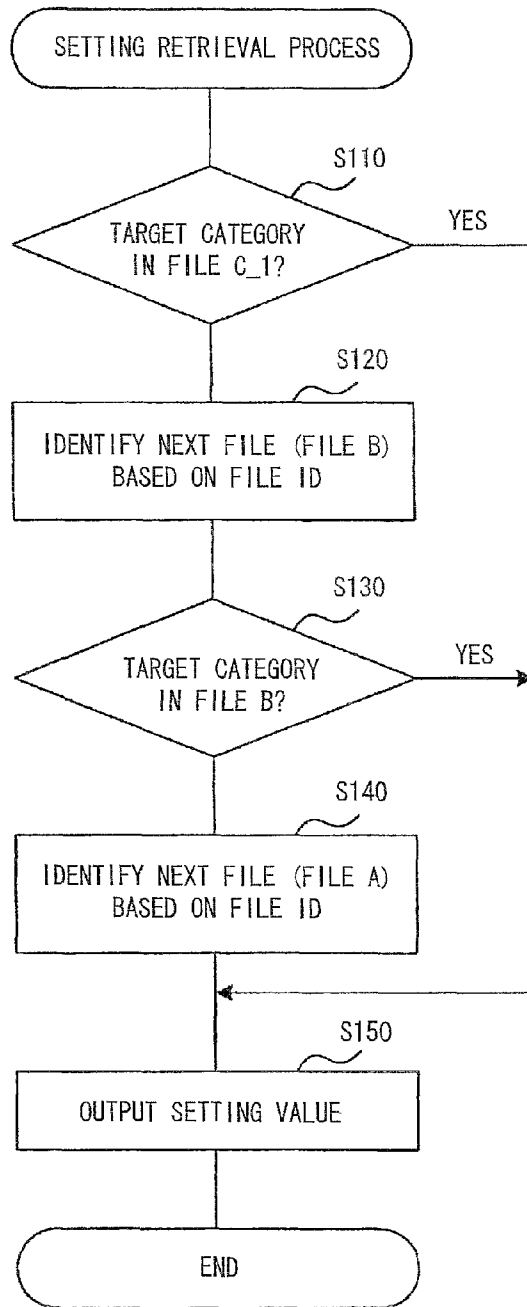 SETTING RETRIEVAL PROCESS
S110
TARGET CATEGORY
IN FILE C_1?
YES
S120
IDENTIFY NEXT FILE (FILE B)
BASED ON FILE ID
S130
TARGET CATEGORY
IN FILE B?
YES
S140
IDENTIFY NEXT FILE (FILE A)
BASED ON FILE ID
S150
OUTPUT SETTING VALUE
END